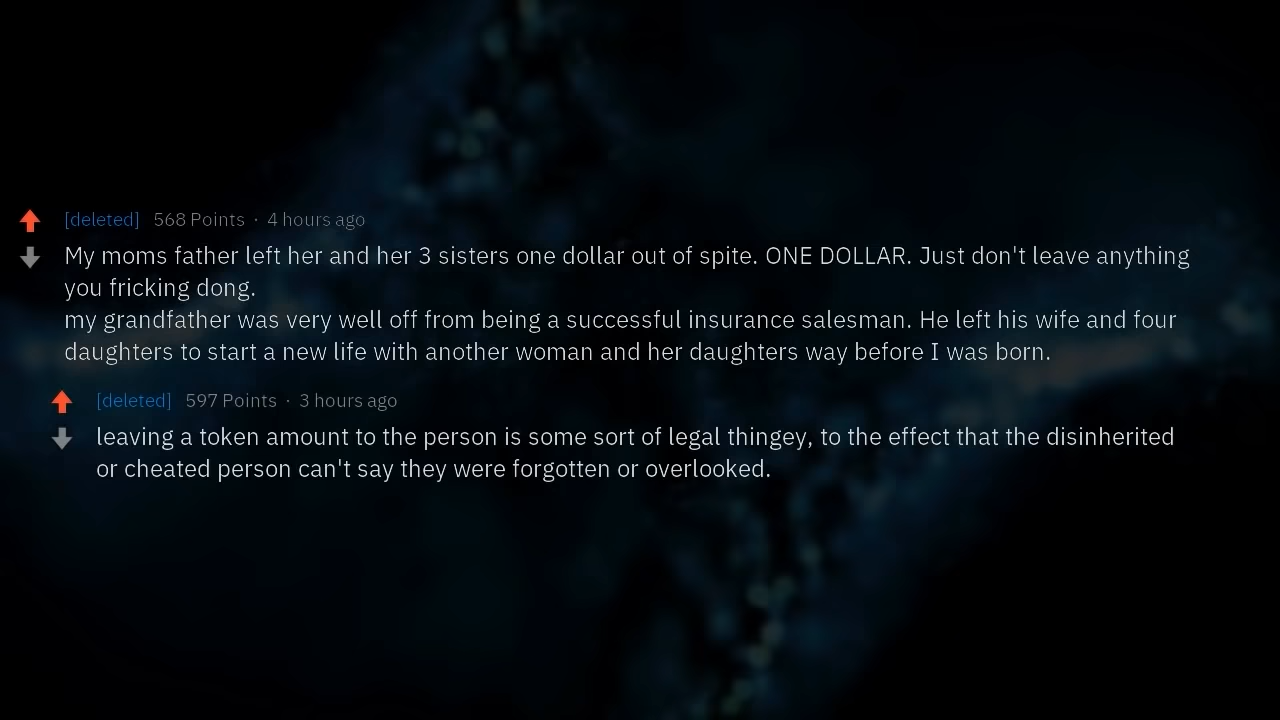 [deleted] 568 Points · 4 hours ago
My moms father left her and her 3 sisters one dollar out of spite. ONE DOLLAR. Just don't leave anything
you fricking dong.
my grandfather was very well off from being a successful insurance salesman. He left his wife and four
daughters to start a new life with another woman and her daughters way before I was born.
[deleted] 597 Points · 3 hours ago
leaving a token amount to the person is some sort of legal thingey, to the effect that the disinherited
or cheated person can't say they were forgotten or overlooked.